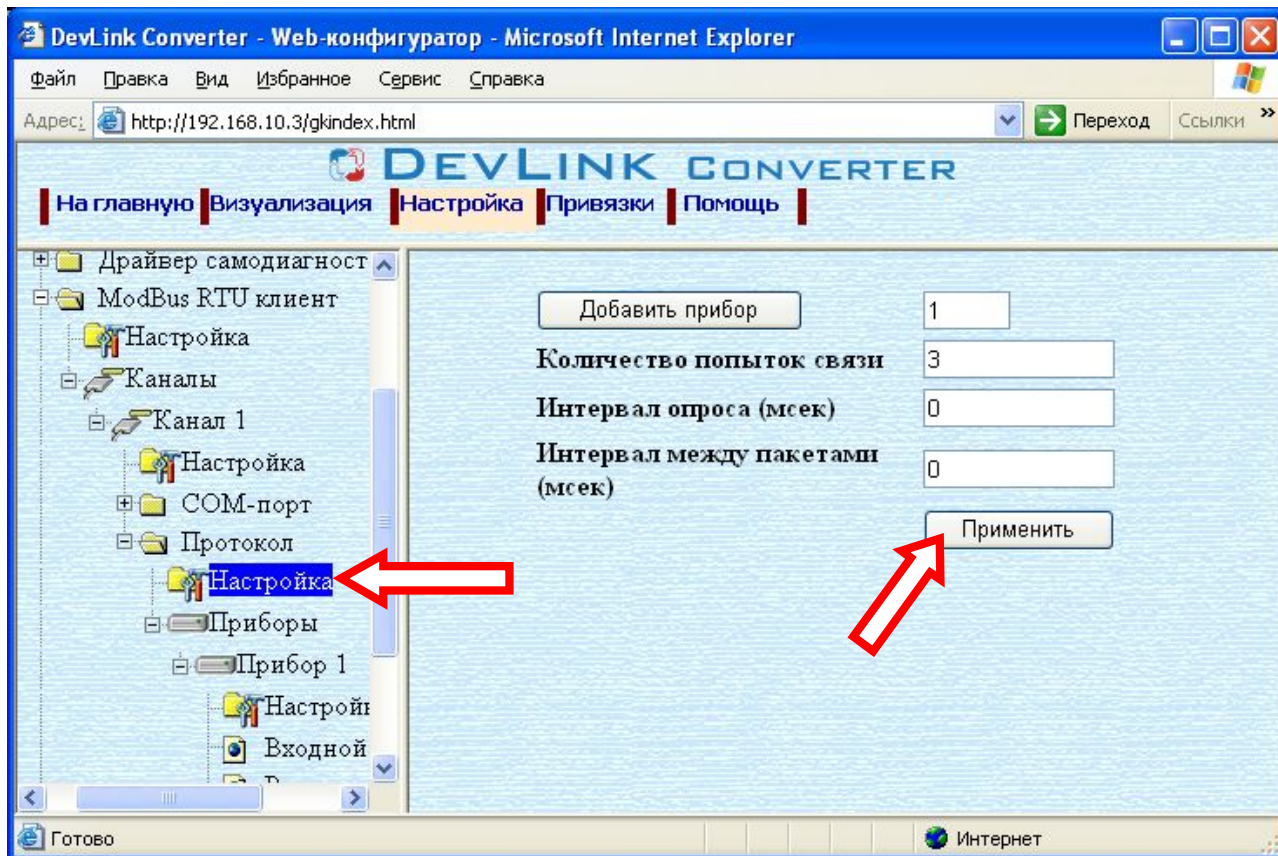 DevLink Converter - Web-конфигуратор - Microsoft Internet Explorer
Файл Правка Вид Избранное Сервис Справка
Адрес: http://192.168.10.3/gkindex.html Переход Ссылки »
DEVLINK CONVERTER
На главную Визуализация Настройка Привязки Помощь
Драйвер самодиагност
ModBus RTU клиент
Настройка
Каналы
Канал 1
Настройка
COM-порт
Протокол
Настройка
Приборы
Прибор 1
Настройк
Входной
Добавить прибор 1
Количество попыток связи 3
Интервал опроса (мсек) 0
Интервал между пакетами
(мсек) 0
Применить
Готово Интернет